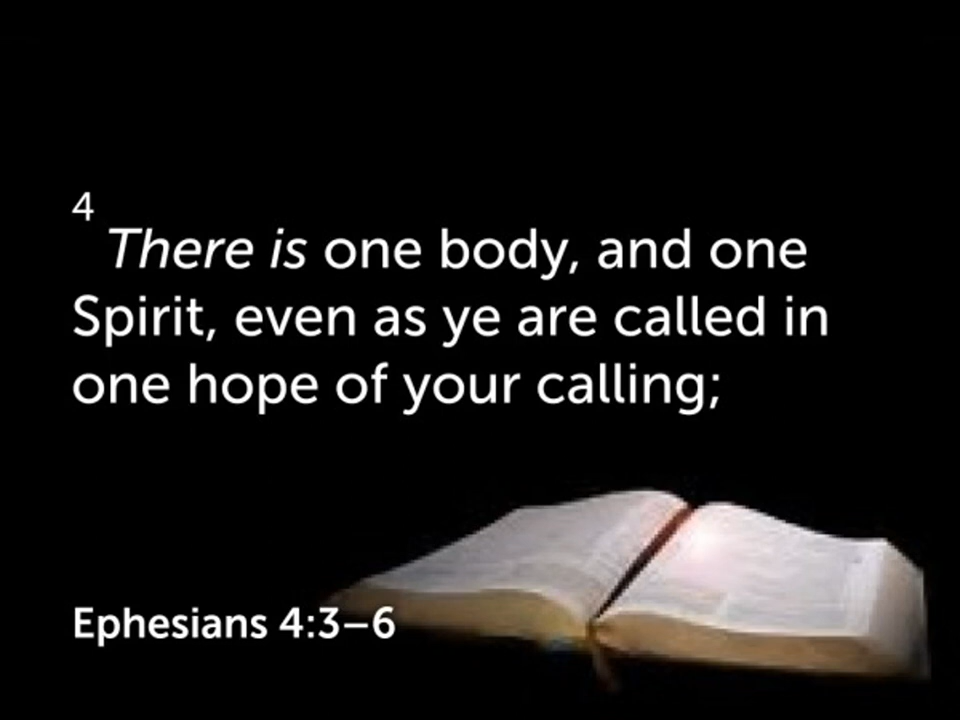 4
There is one body, and one
Spirit, even as ye are called in
one hope of your calling;
Ephesians 4:3–6